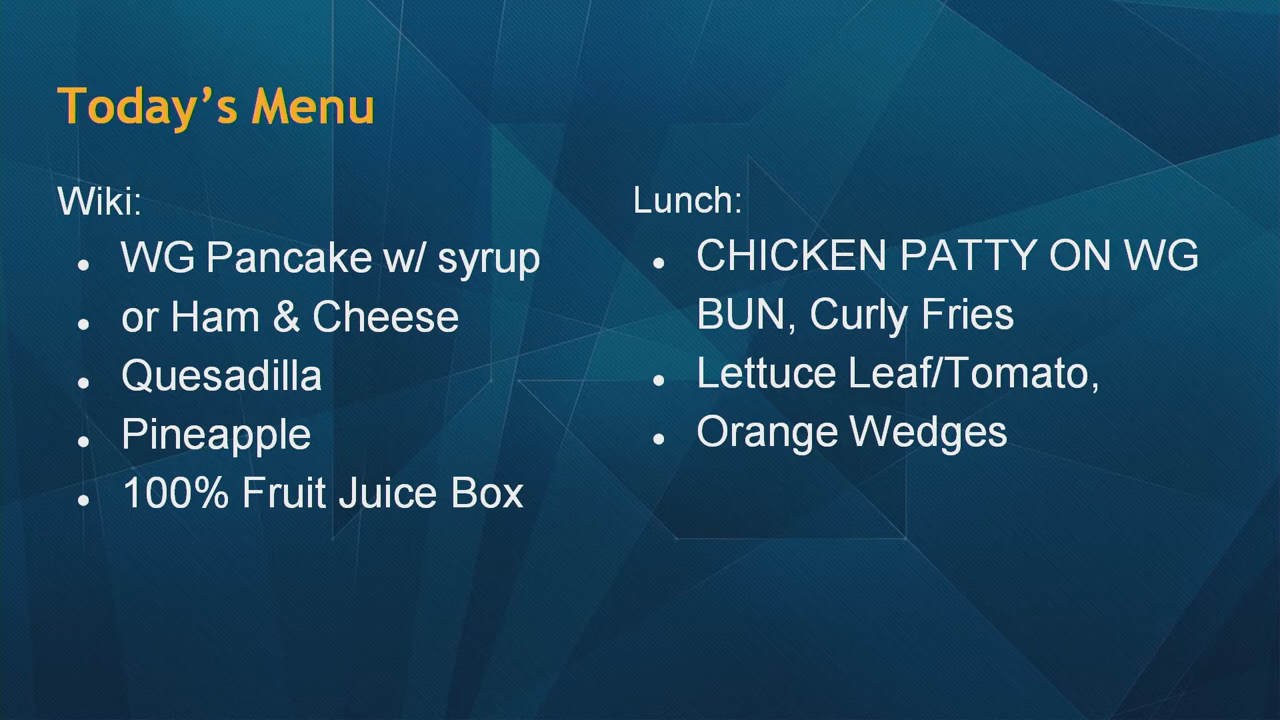 Today’s Menu
Wiki:
WG Pancake w/ syrup
or Ham & Cheese
Quesadilla
Pineapple
100% Fruit Juice Box
Lunch:
CHICKEN PATTY ON WG
BUN, Curly Fries
Lettuce Leaf/Tomato,
Orange Wedges